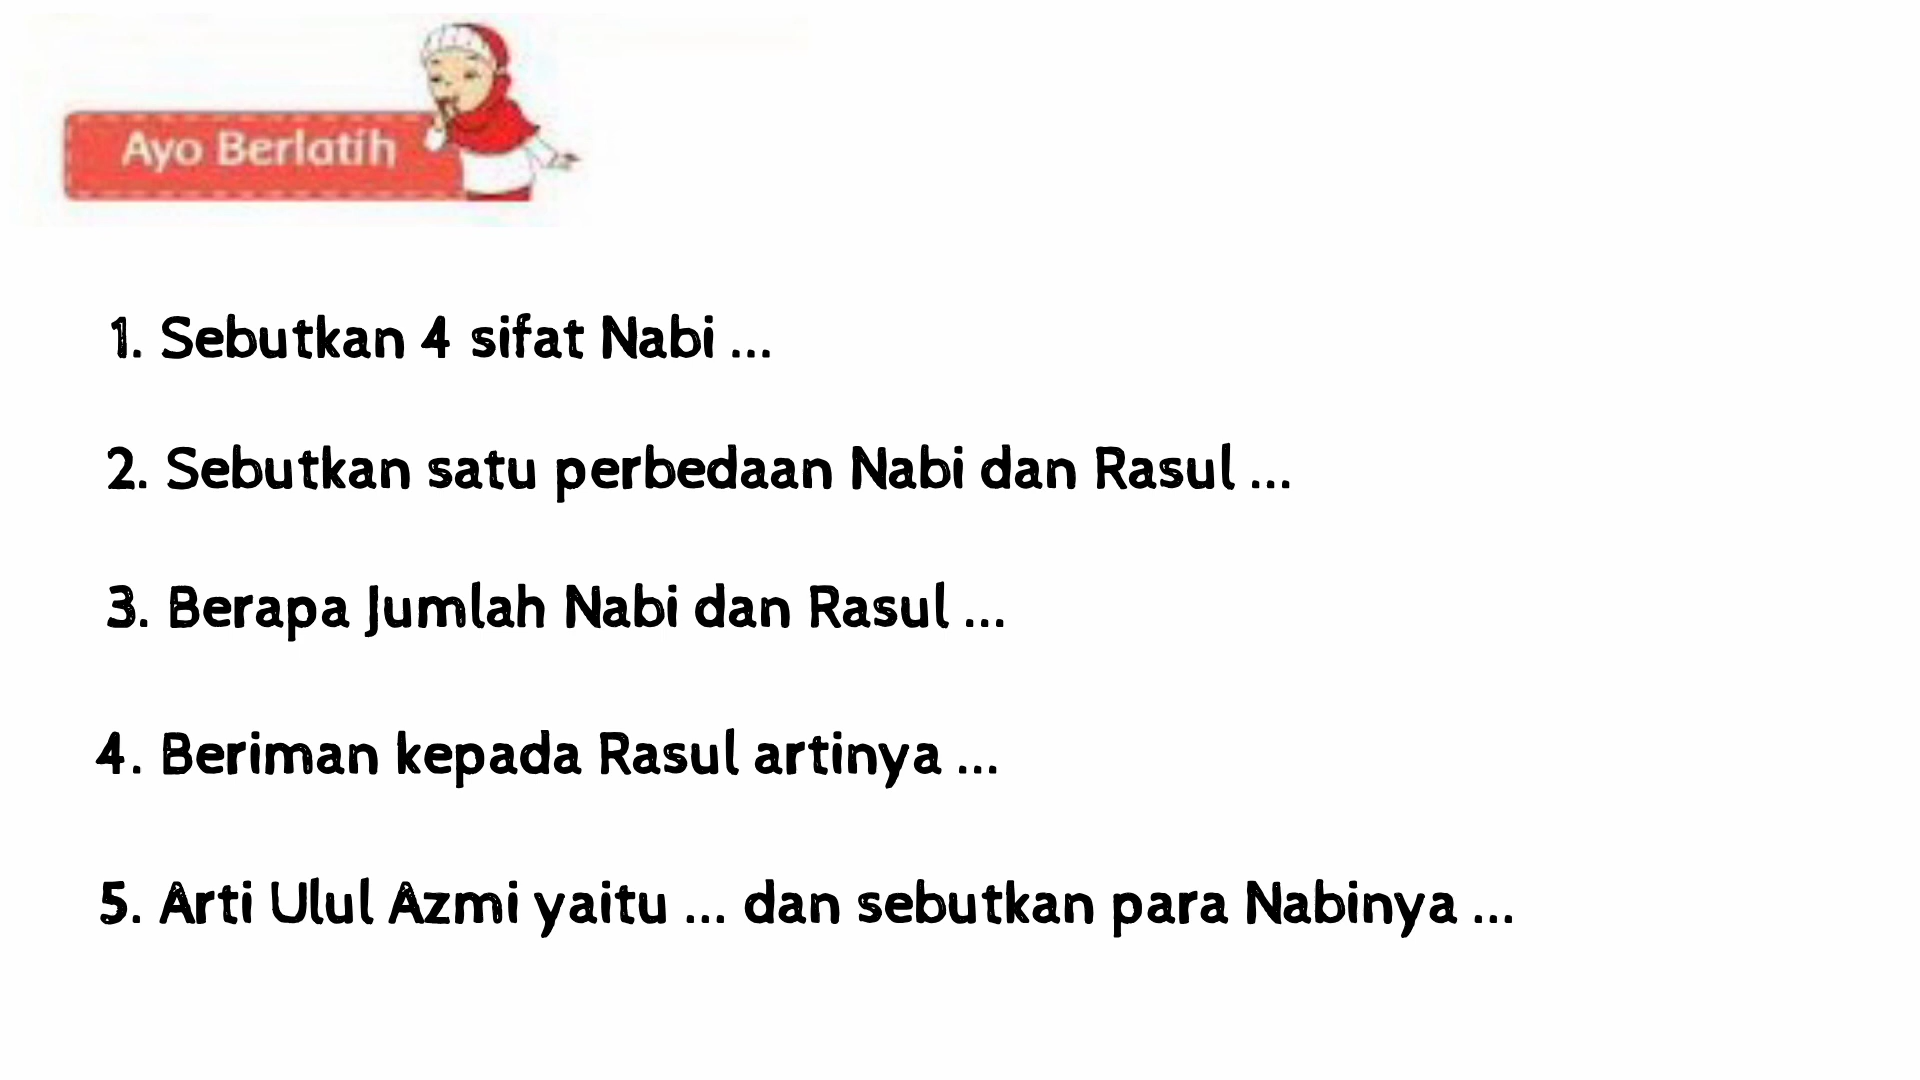 Ayo Berlatih
1. Sebutkan 4 sifat Nabi ...
2. Sebutkan satu perbedaan Nabi dan Rasul ...
3. Berapa Jumlah Nabi dan Rasul ...
4. Beriman kepada Rasul artinya ...
5. Arti Ulul Azmi yaitu ... dan sebutkan para Nabinya ...